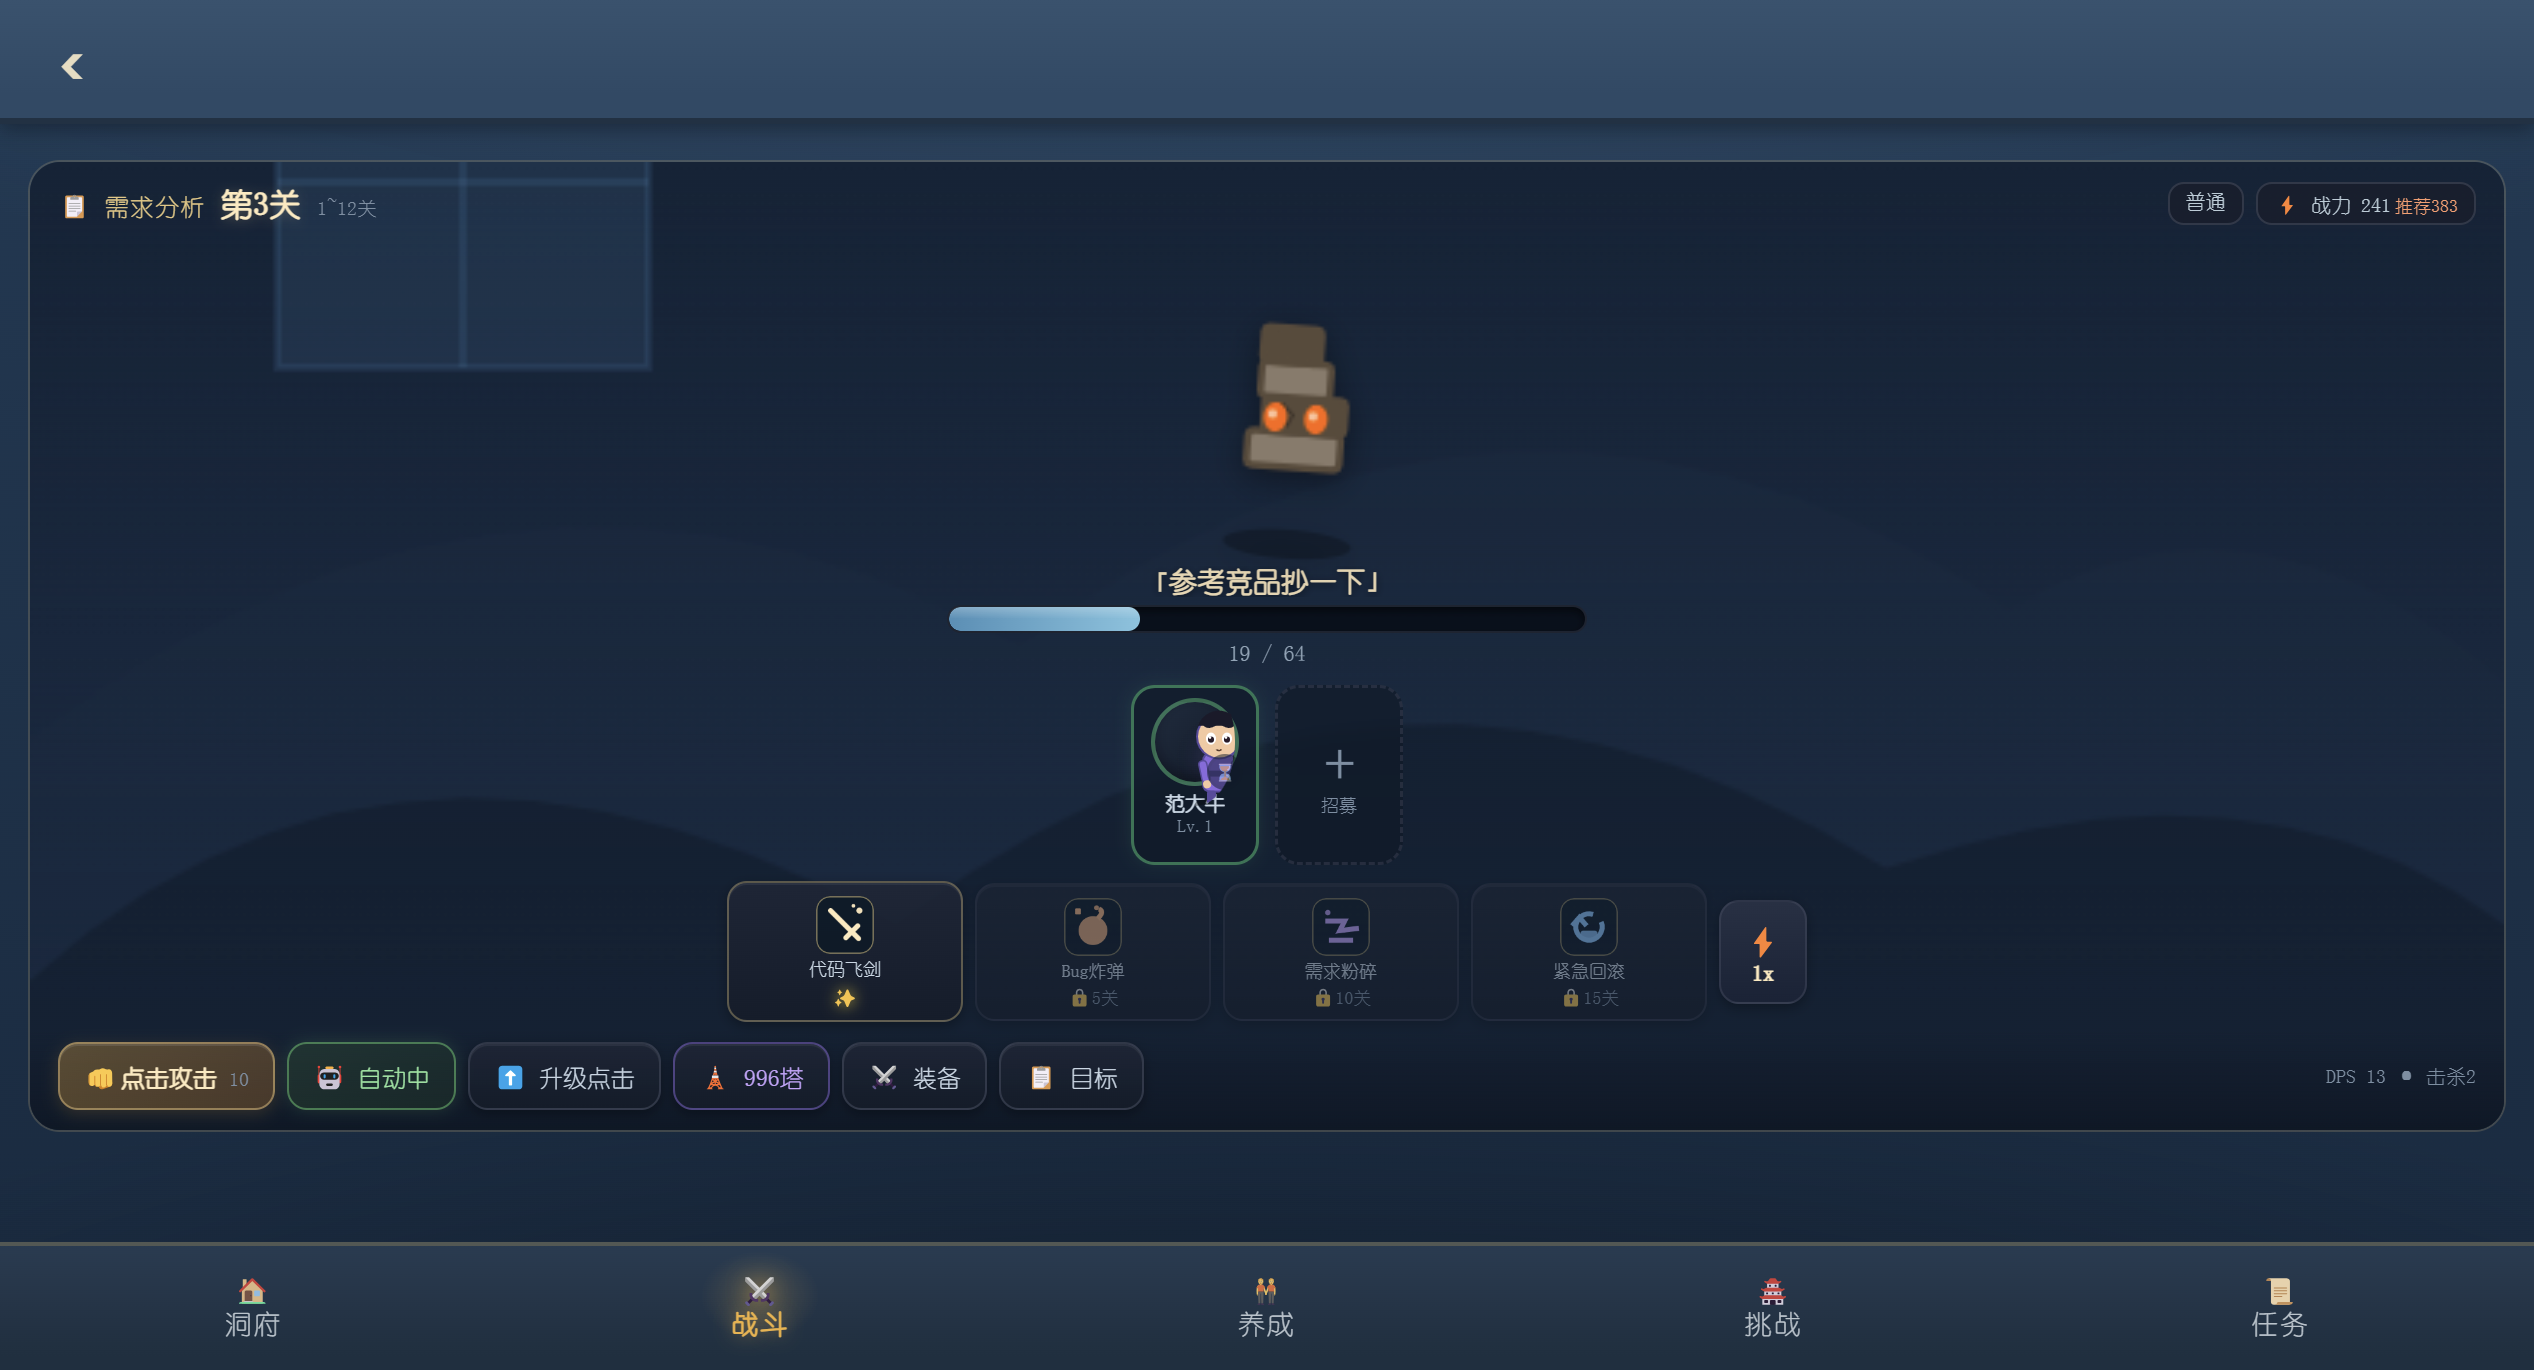 需求分析 第3关 1~12关
普通
战力 241 推荐383
「参考竞品抄一下」
19 / 64
范大牛
Lv.1
招募
代码飞剑
Bug炸弹
5关
需求粉碎
10关
紧急回滚
15关
1x
点击攻击 10
自动中
升级点击
996塔
装备
目标
DPS 13 • 击杀2
洞府
战斗
养成
挑战
任务